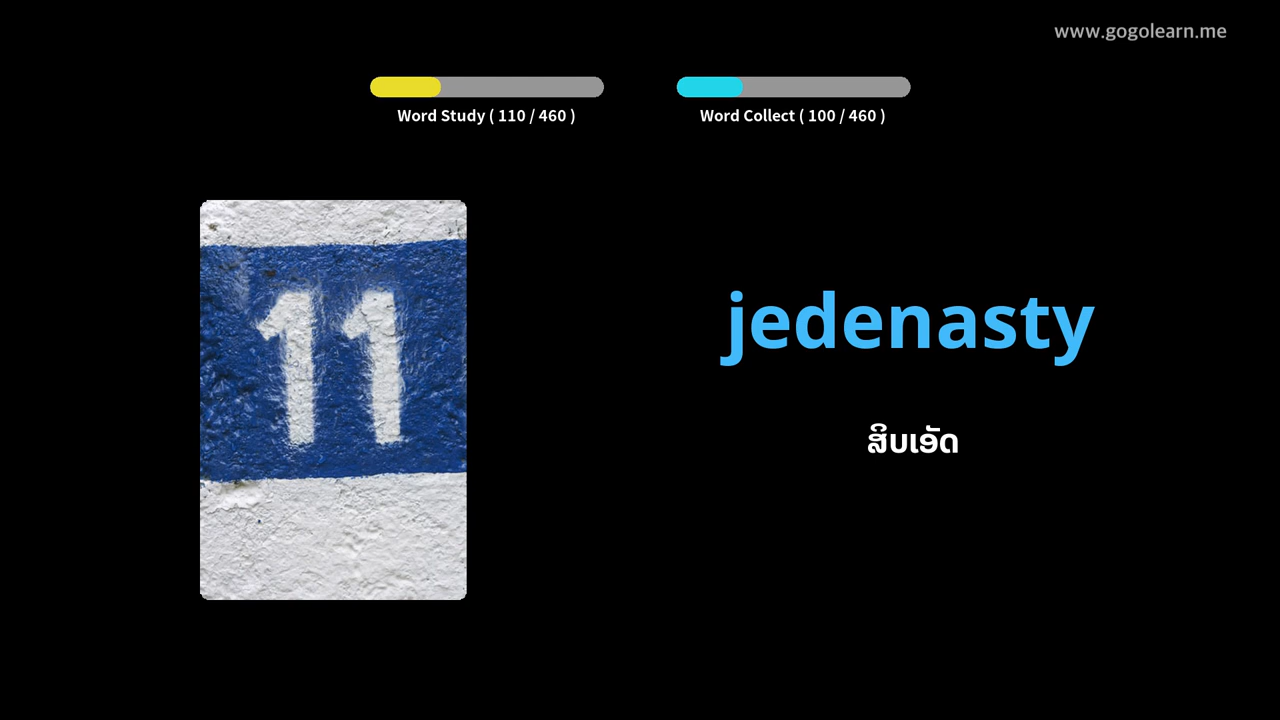 www.gogolearn.me
Word Study ( 110 / 460 )
Word Collect ( 100 / 460 )
11
jedenasty
ສິບເອັດ